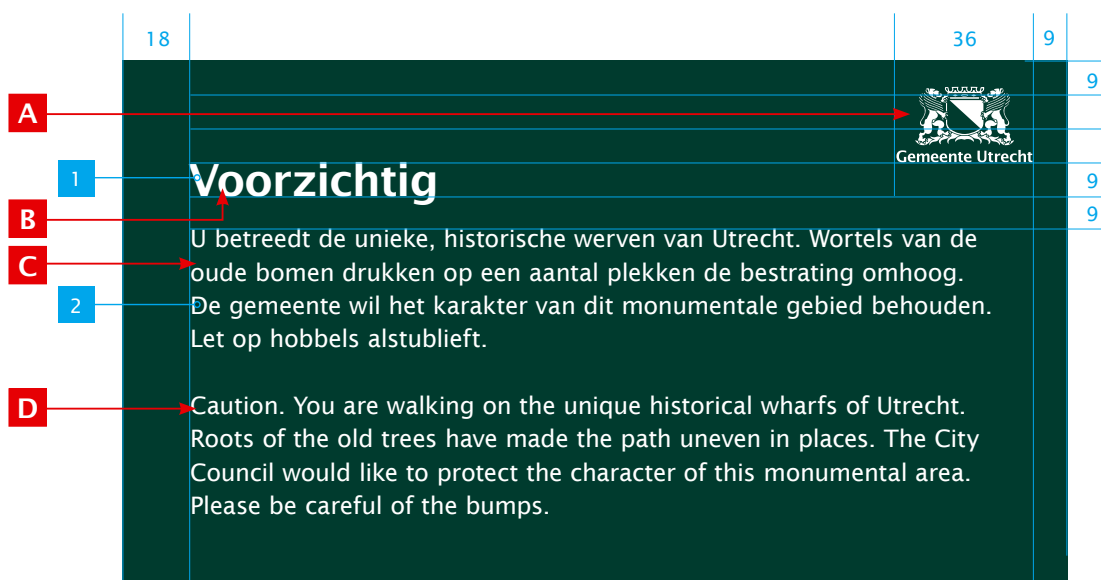 18
36
9
9
A
Gemeente Utrecht
1
Voorzichtig
9
B
9
U betreedt de unieke, historische werven van Utrecht. Wortels van de
C
oude bomen drukken op een aantal plekken de bestrating omhoog.
2
De gemeente wil het karakter van dit monumentale gebied behouden.
Let op hobbels alstublieft.
D
Caution. You are walking on the unique historical wharfs of Utrecht.
Roots of the old trees have made the path uneven in places. The City
Council would like to protect the character of this monumental area.
Please be careful of the bumps.